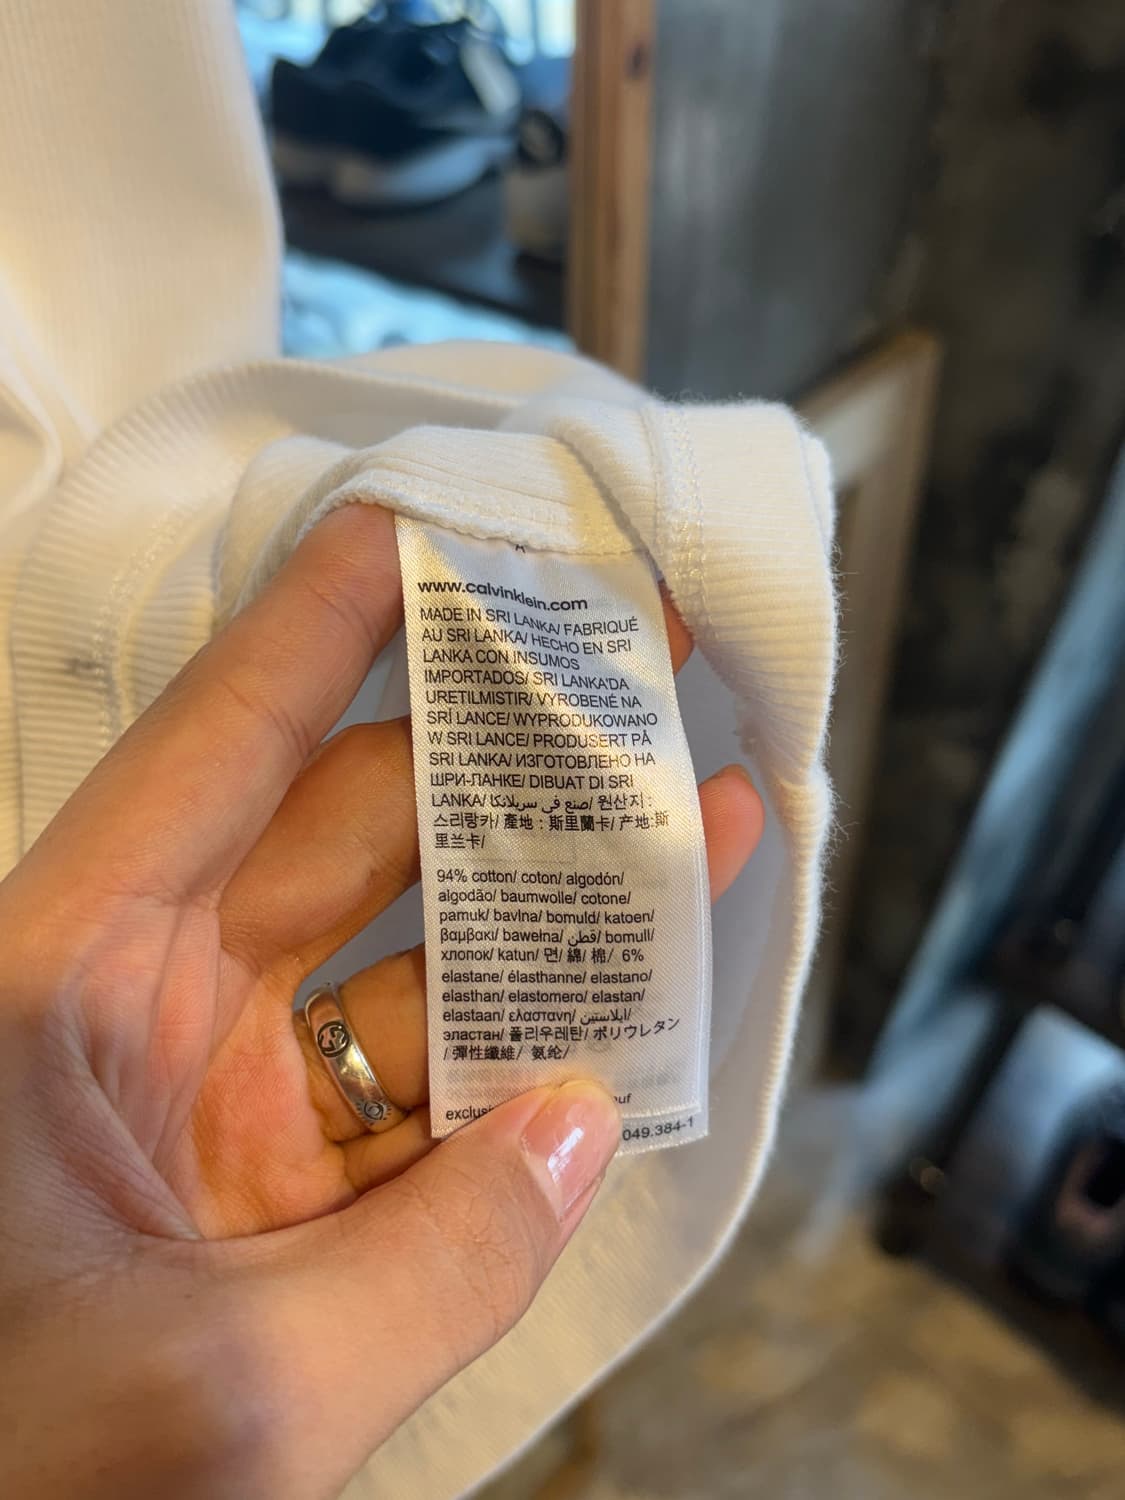 www.calvinklein.com
MADE IN SRI LANKA/ FABRIQUÉ
AU SRI LANKA/ HECHO EN SRI
LANKA CON INSUMOS
IMPORTADOS/ SRI LANKA'DA
URETILMISTIR/ VYROBENÉ NA
SRÍ LANCE/ WYPRODUKOWANO
W SRI LANCE/ PRODUSERT PÅ
SRI LANKA/ ИЗГОТОВЛЕНО НА
ШРИ-ЛАНКЕ/ DIBUAT DI SRI
LANKA/ صنع في سريلانكا/ 원산지 :
스리랑카/ 產地 : 斯里蘭卡/ 产地:斯
里兰卡/
94% cotton/ coton/ algodón/
algodão/ baumwolle/ cotone/
pamuk/ bavlna/ bomuld/ katoen/
βαμβακι/ bawełna/ قطن/ bomull/
хлопок/ katun/ 면/ 綿/ 棉/ 6%
elastane/ élasthanne/ elastano/
elasthan/ elastomero/ elastan/
elastaan/ ελαστανη/ ايلاستين/
эластан/ 폴리우레탄/ ポリウレタン
/ 彈性纖維/ 氨纶/
049.384-1